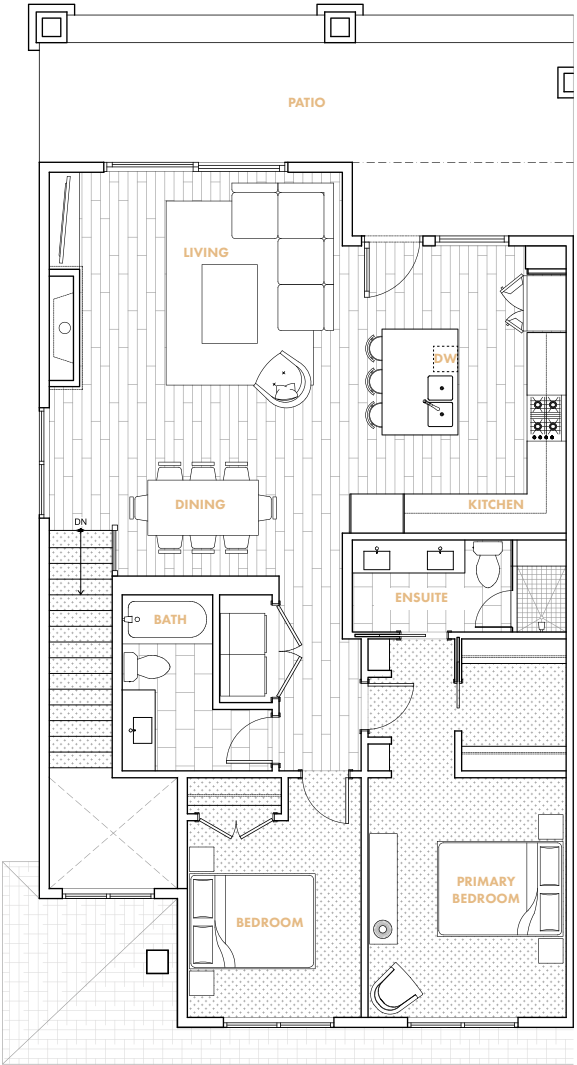 PATIO
LIVING
DW
DINING
KITCHEN
DN
ENSUITE
BATH
PRIMARY
BEDROOM
BEDROOM